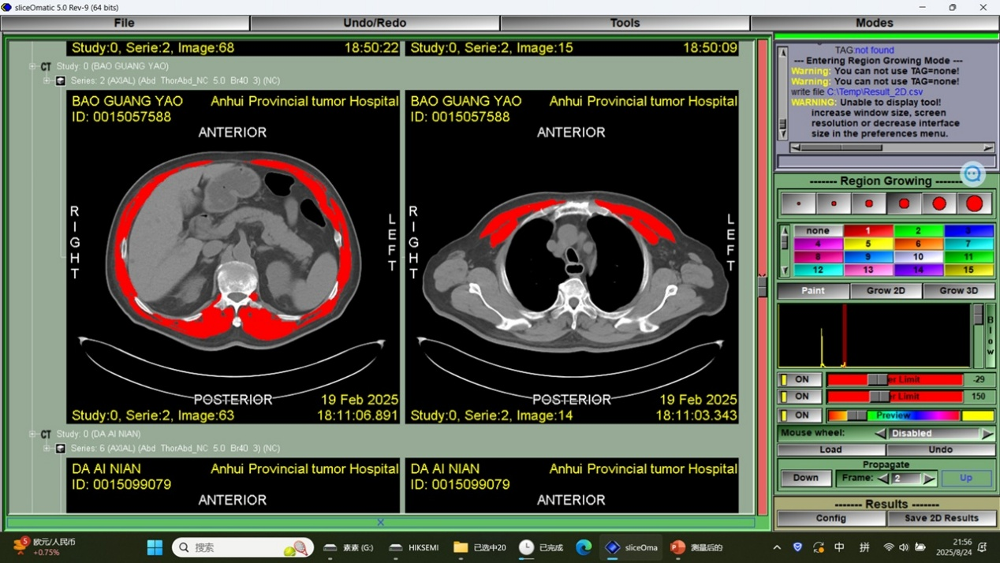 sliceOmatic 5.0 Rev-9 (64 bits)
File
Undo/Redo
Tools
Modes
Study:0, Serie:2, Image:68
18:50:22
Study:0, Serie:2, Image:15
18:50:09
CT Study: 0 (BAO GUANG YAO)
Series: 2 (AXIAL) (Abd ThorAbd_NC 5.0 Br40 3) (NC)
BAO GUANG YAO
Anhui Provincial tumor Hospital
ID: 0015057588
ANTERIOR
RIGHT
LEFT
POSTERIOR
19 Feb 2025
Study:0, Serie:2, Image:63
18:11:06.891
BAO GUANG YAO
Anhui Provincial tumor Hospital
ID: 0015057588
ANTERIOR
RIGHT
LEFT
POSTERIOR
19 Feb 2025
Study:0, Serie:2, Image:14
18:11:03.343
CT Study: 0 (DA AI NIAN)
Series: 6 (AXIAL) (Abd ThorAbd_NC 5.0 Br40 3) (NC)
DA AI NIAN
Anhui Provincial tumor Hospital
ID: 0015099079
ANTERIOR
DA AI NIAN
Anhui Provincial tumor Hospital
ID: 0015099079
ANTERIOR
X
TAG:not found
--- Entering Region Growing Mode ---
Warning: You can not use TAG=none!
Warning: You can not use TAG=none!
write file C:\Temp\Result_2D.csv
WARNING: Unable to display tool!
increase window size, screen
resolution or decrease interface
size in the preferences menu.
------- Region Growing -------
none 1 2 3
4 5 6 7
8 9 10 11
12 13 14 15
Paint
Grow 2D
Grow 3D
Blow
ON
er Limit
-29
ON
er Limit
150
ON
Preview
Mouse wheel:
Disabled
Load
Undo
Propagate
Down
Frame:
2
Up
------- Results -------
Config
Save 2D Results
5
欧元/人民币
+0.75%
搜索
素素 (G:)
HIKSEMI
已选中20
已完成
sliceOma
测量后的
中
拼
21:56
2025/8/24